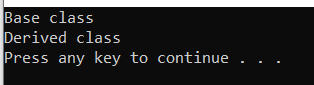 Base class
Derived class
Press any key to continue . . .